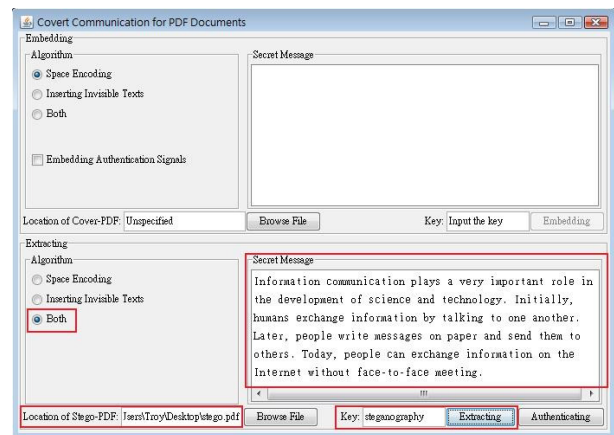 Covert Communication for PDF Documents
Embedding
Algorithm
Space Encoding
Inserting Invisible Texts
Both
Embedding Authentication Signals
Secret Message
Location of Cover-PDF: Unspecified Browse File Key: Input the key Embedding
Extracting
Algorithm
Space Encoding
Inserting Invisible Texts
Both
Secret Message
Information communication plays a very important role in
the development of science and technology. Initially,
humans exchange information by talking to one another.
Later, people write messages on paper and send them to
others. Today, people can exchange information on the
Internet without face-to-face meeting.
Location of Stego-PDF: Jsers\Troy\Desktop\stego.pdf Browse File Key: steganography Extracting Authenticating